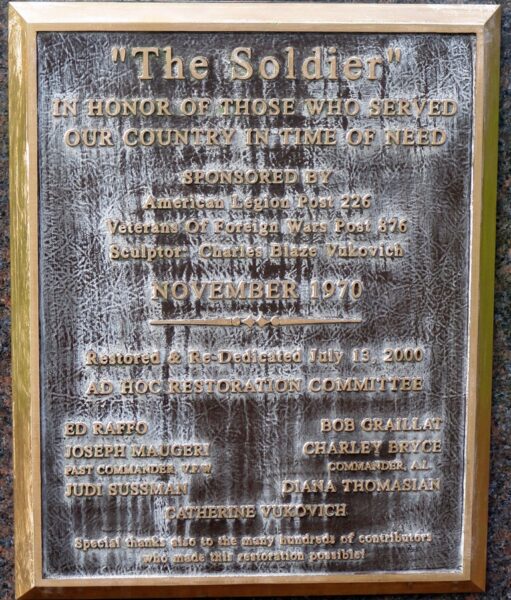 "The Soldier"
IN HONOR OF THOSE WHO SERVED
OUR COUNTRY IN TIME OF NEED
SPONSORED BY
American Legion Post 226
Veterans Of Foreign Wars Post 876
Sculptor: Charles Blaze Vukovich
NOVEMBER 1970
Restored & Re-Dedicated July 13, 2000
AD HOC RESTORATION COMMITTEE
ED RAFFO BOB GRAILLAT
JOSEPH MAUGERI CHARLEY BRYCE
PAST COMMANDER, V.F.W COMMANDER, A.L.
JUDI SUSSMAN DIANA THOMASIAN
CATHERINE VUKOVICH
Special thanks also to the many hundreds of contributors
who made this restoration possible!